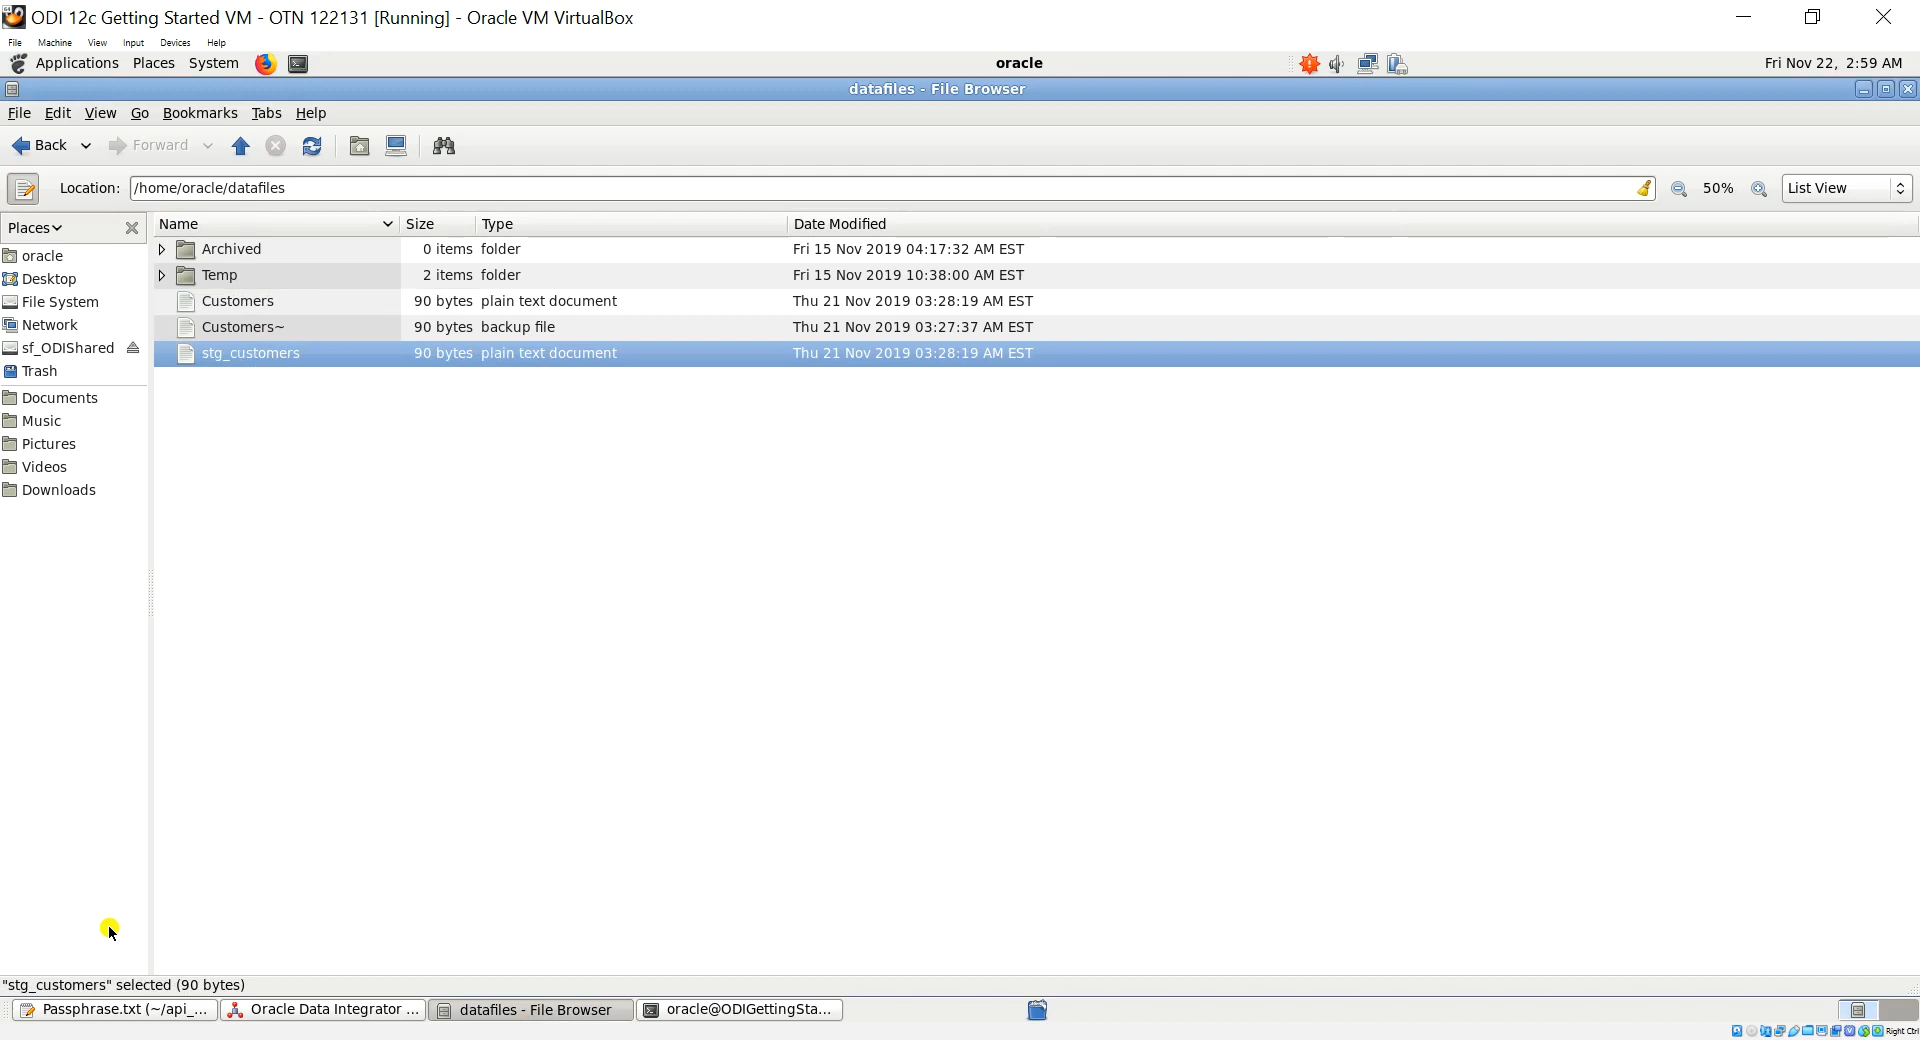 ODI 12c Getting Started VM - OTN 122131 [Running] - Oracle VM VirtualBox
File Machine View Input Devices Help
Applications Places System oracle Fri Nov 22, 2:59 AM
datafiles - File Browser
File Edit View Go Bookmarks Tabs Help
Back Forward
Location: /home/oracle/datafiles 50% List View
Places Name Size Type Date Modified
Archived 0 items folder Fri 15 Nov 2019 04:17:32 AM EST
Temp 2 items folder Fri 15 Nov 2019 10:38:00 AM EST
Customers 90 bytes plain text document Thu 21 Nov 2019 03:28:19 AM EST
Customers~ 90 bytes backup file Thu 21 Nov 2019 03:27:37 AM EST
stg_customers 90 bytes plain text document Thu 21 Nov 2019 03:28:19 AM EST
oracle
Desktop
File System
Network
sf_ODIShared
Trash
Documents
Music
Pictures
Videos
Downloads
"stg_customers" selected (90 bytes)
Passphrase.txt (~/api_... Oracle Data Integrator ... datafiles - File Browser oracle@ODIGettingSta...
Right Ctrl